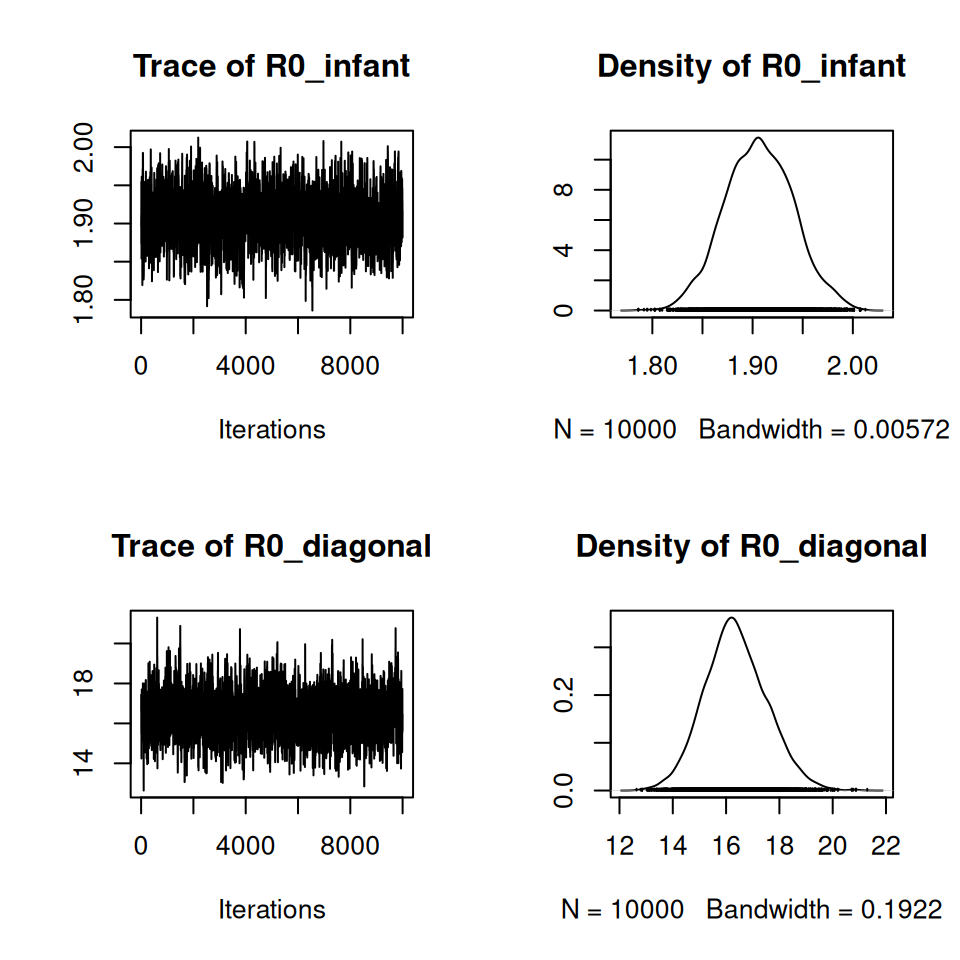 Trace of R0_infant
1.80 1.90 2.00
0 4000 8000
Iterations
Density of R0_infant
0 4 8
1.80 1.90 2.00
N = 10000 Bandwidth = 0.00572
Trace of R0_diagonal
14 18
0 4000 8000
Iterations
Density of R0_diagonal
0.0 0.2
12 14 16 18 20 22
N = 10000 Bandwidth = 0.1922